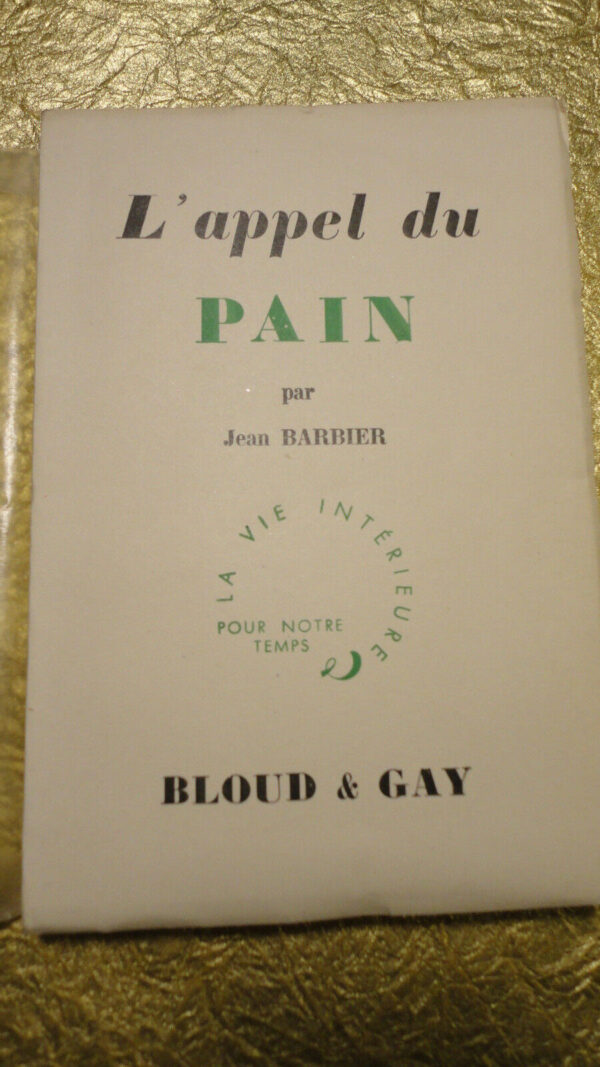 L'appel du
PAIN
par
Jean BARBIER
LA VIE INTÉRIEURE
POUR NOTRE
TEMPS
BLOUD & GAY